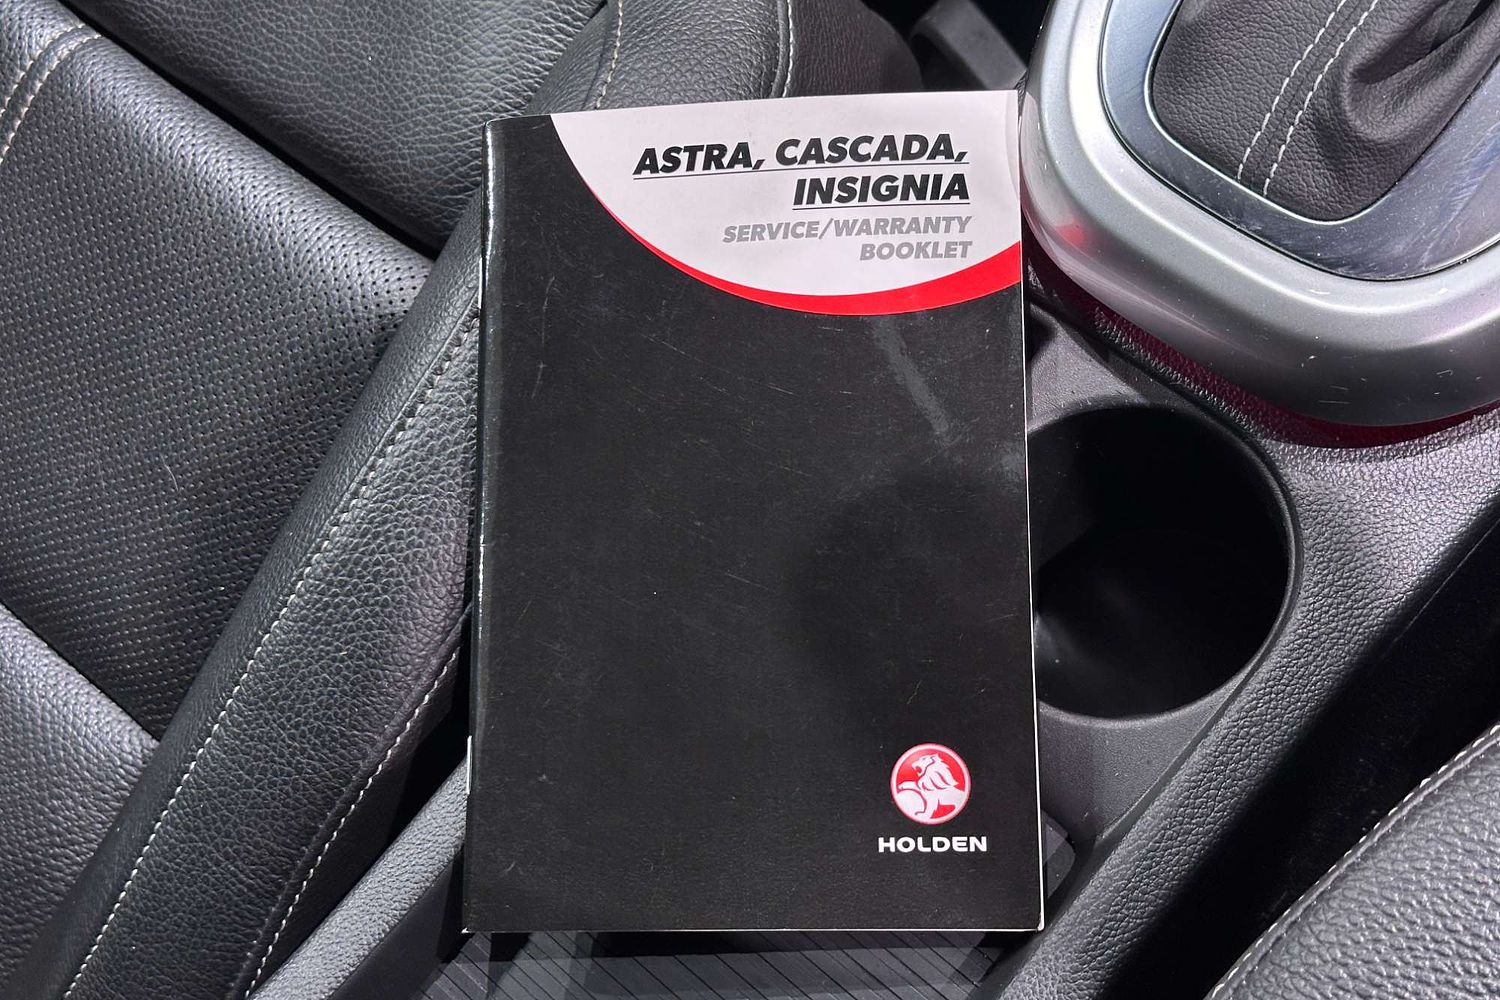 ASTRA, CASCADA,
INSIGNIA
SERVICE/WARRANTY
BOOKLET
HOLDEN